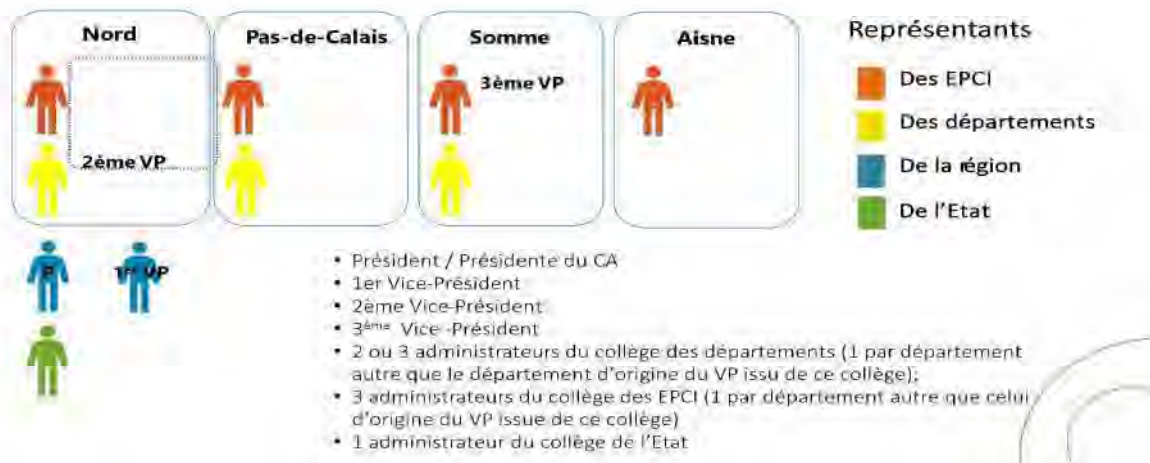 Nord
Pas-de-Calais
Somme
Aisne
3ème VP
2ème VP
P
1er VP
Représentants
Des EPCI
Des départements
De la région
De l'Etat
• Président / Présidente du CA
• 1er Vice-Président
• 2ème Vice-Président
• 3ème Vice -Président
• 2 ou 3 administrateurs du collège des départements (1 par département
autre que le département d'origine du VP issu de ce collège);
• 3 administrateurs du collège des EPCI (1 par département autre que celui
d'origine du VP issue de ce collège)
• 1 administrateur du collège de l'Etat